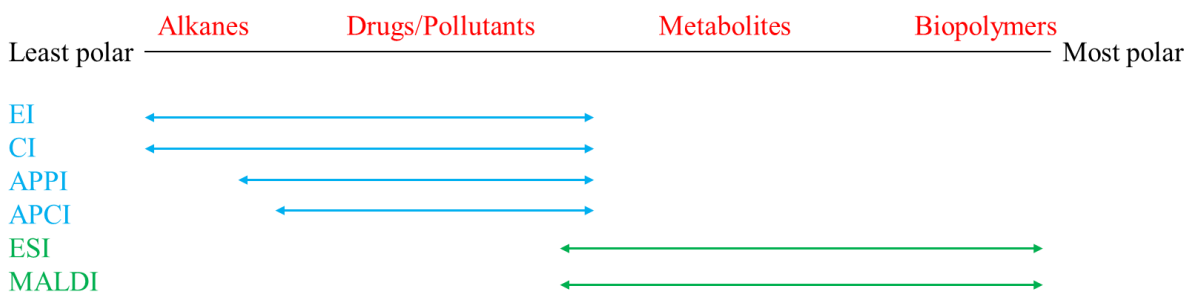 Alkanes Drugs/Pollutants Metabolites Biopolymers
Least polar Most polar
EI
CI
APPI
APCI
ESI
MALDI